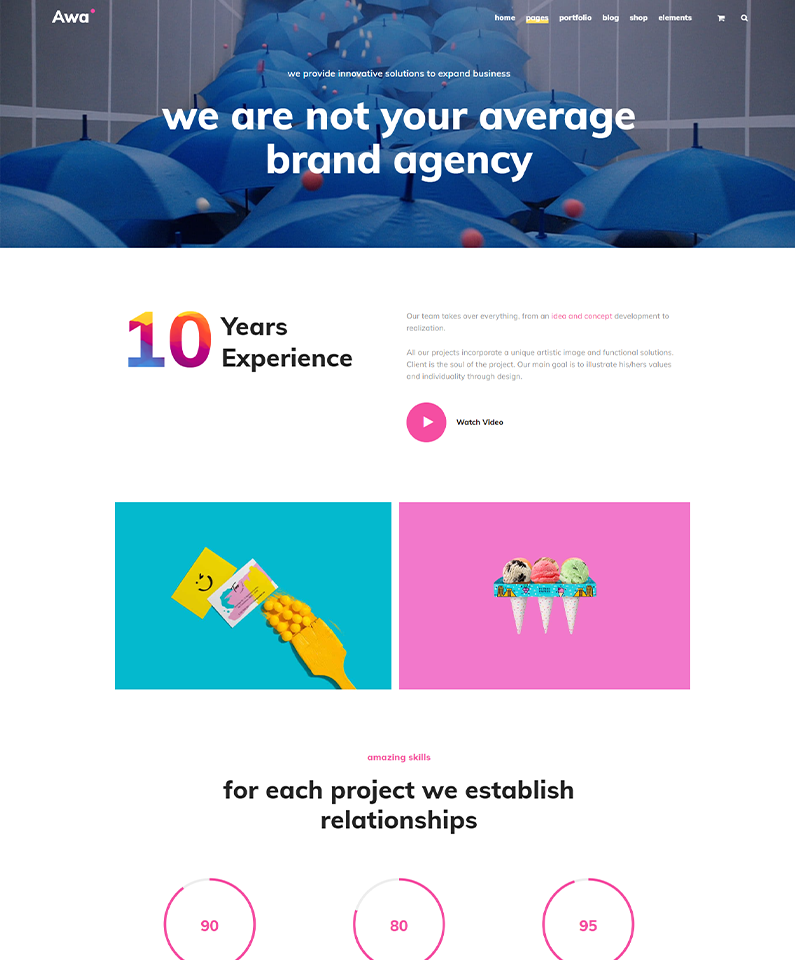 Awa
home pages portfolio blog shop elements
we provide innovative solutions to expand business
we are not your average
brand agency
10 Years
Experience
Our team takes over everything, from an idea and concept development to
realization.
All our projects incorporate a unique artistic image and functional solutions.
Client is the soul of the project. Our main goal is to illustrate his/hers values
and individuality through design.
Watch Video
amazing skills
for each project we establish
relationships
90 80 95